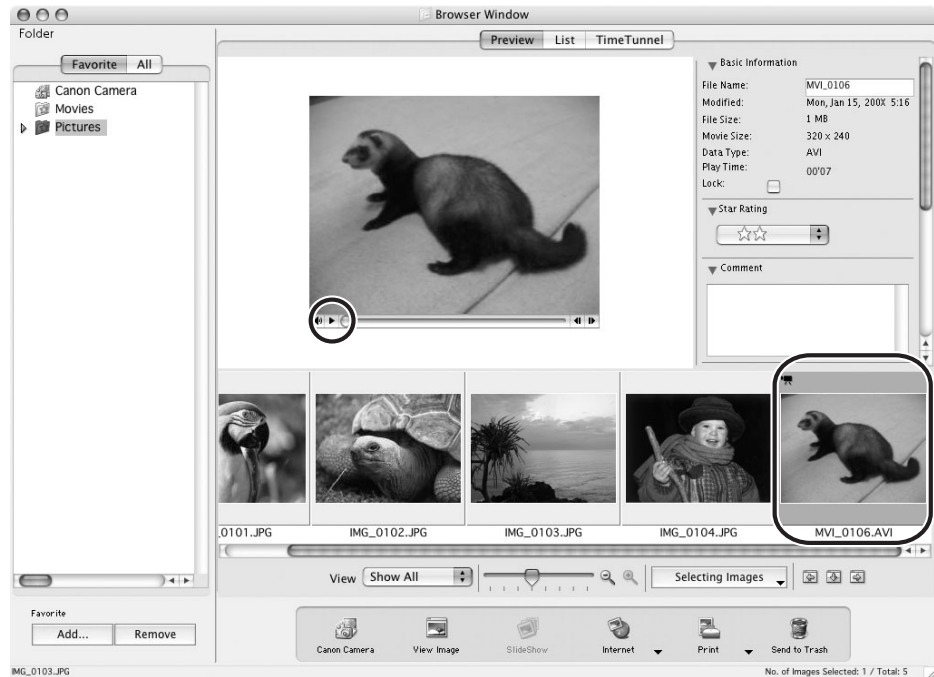 Browser Window
Folder
Preview List TimeTunnel
Favorite All
Canon Camera
Movies
Pictures
Basic Information
File Name: MVI_0106
Modified: Mon, Jan 15, 200X 5:16
File Size: 1 MB
Movie Size: 320 x 240
Data Type: AVI
Play Time: 00'07
Lock:
Star Rating
Comment
_0101.JPG IMG_0102.JPG IMG_0103.JPG IMG_0104.JPG MVI_0106.AVI
View Show All Selecting Images
Favorite
Add... Remove
Canon Camera View Image SlideShow Internet Print Send to Trash
IMG_0103.JPG No. of Images Selected: 1 / Total: 5